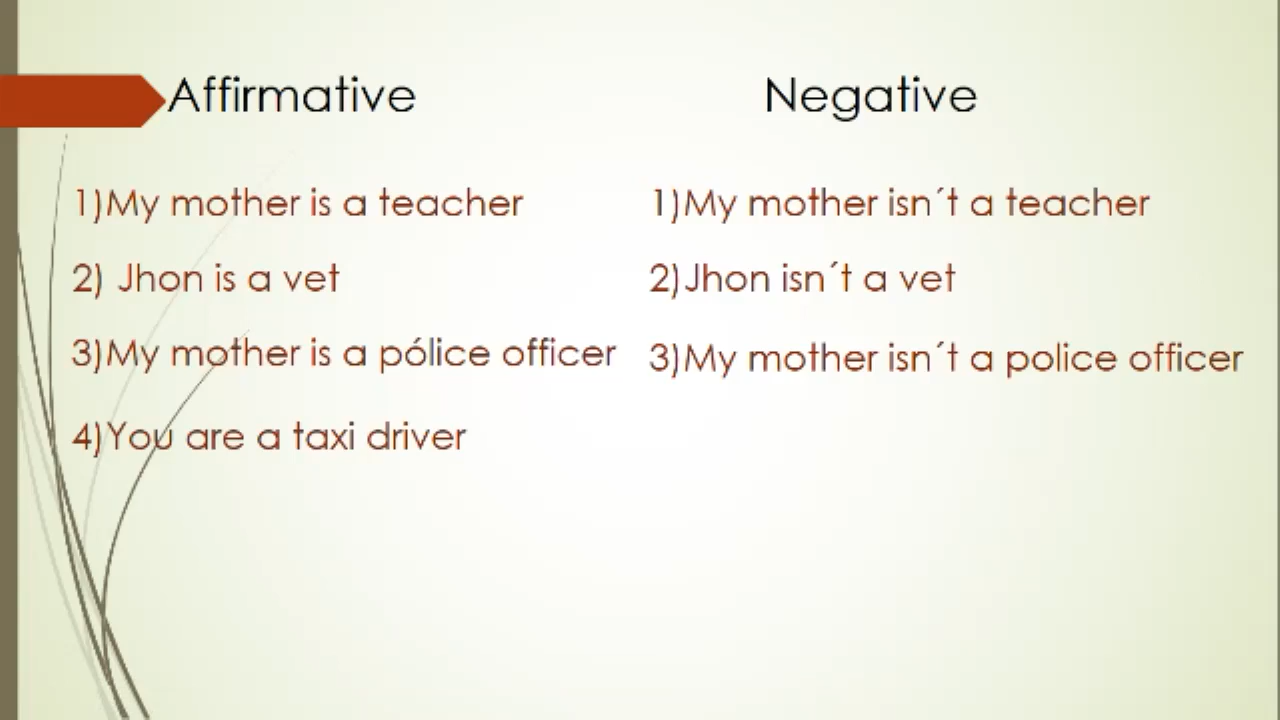 Affirmative
Negative
1)My mother is a teacher
2) Jhon is a vet
3)My mother is a pólice officer
4)You are a taxi driver
1)My mother isn´t a teacher
2)Jhon isn´t a vet
3)My mother isn´t a police officer